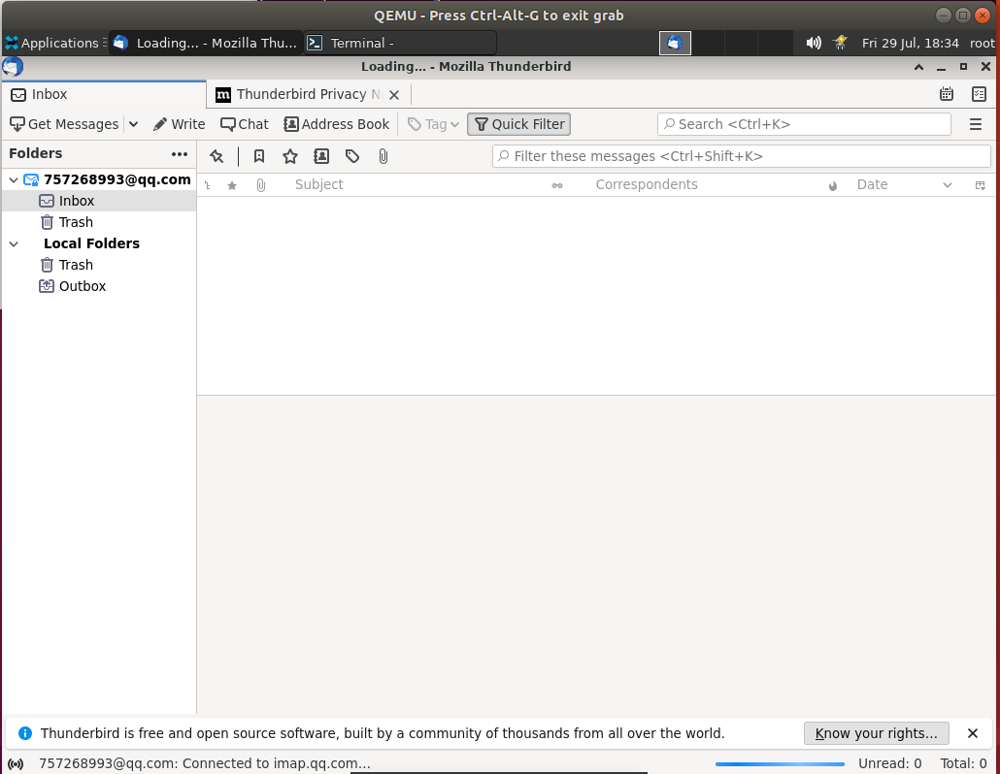 QEMU - Press Ctrl-Alt-G to exit grab
Applications Loading... - Mozilla Thu... Terminal - Fri 29 Jul, 18:34 root
Loading... - Mozilla Thunderbird
Inbox Thunderbird Privacy N
Get Messages Write Chat Address Book Tag Quick Filter Search <Ctrl+K>
Folders Filter these messages <Ctrl+Shift+K>
Subject Correspondents Date
757268993@qq.com
Inbox
Trash
Local Folders
Trash
Outbox
Thunderbird is free and open source software, built by a community of thousands from all over the world. Know your rights...
757268993@qq.com: Connected to imap.qq.com... Unread: 0 Total: 0